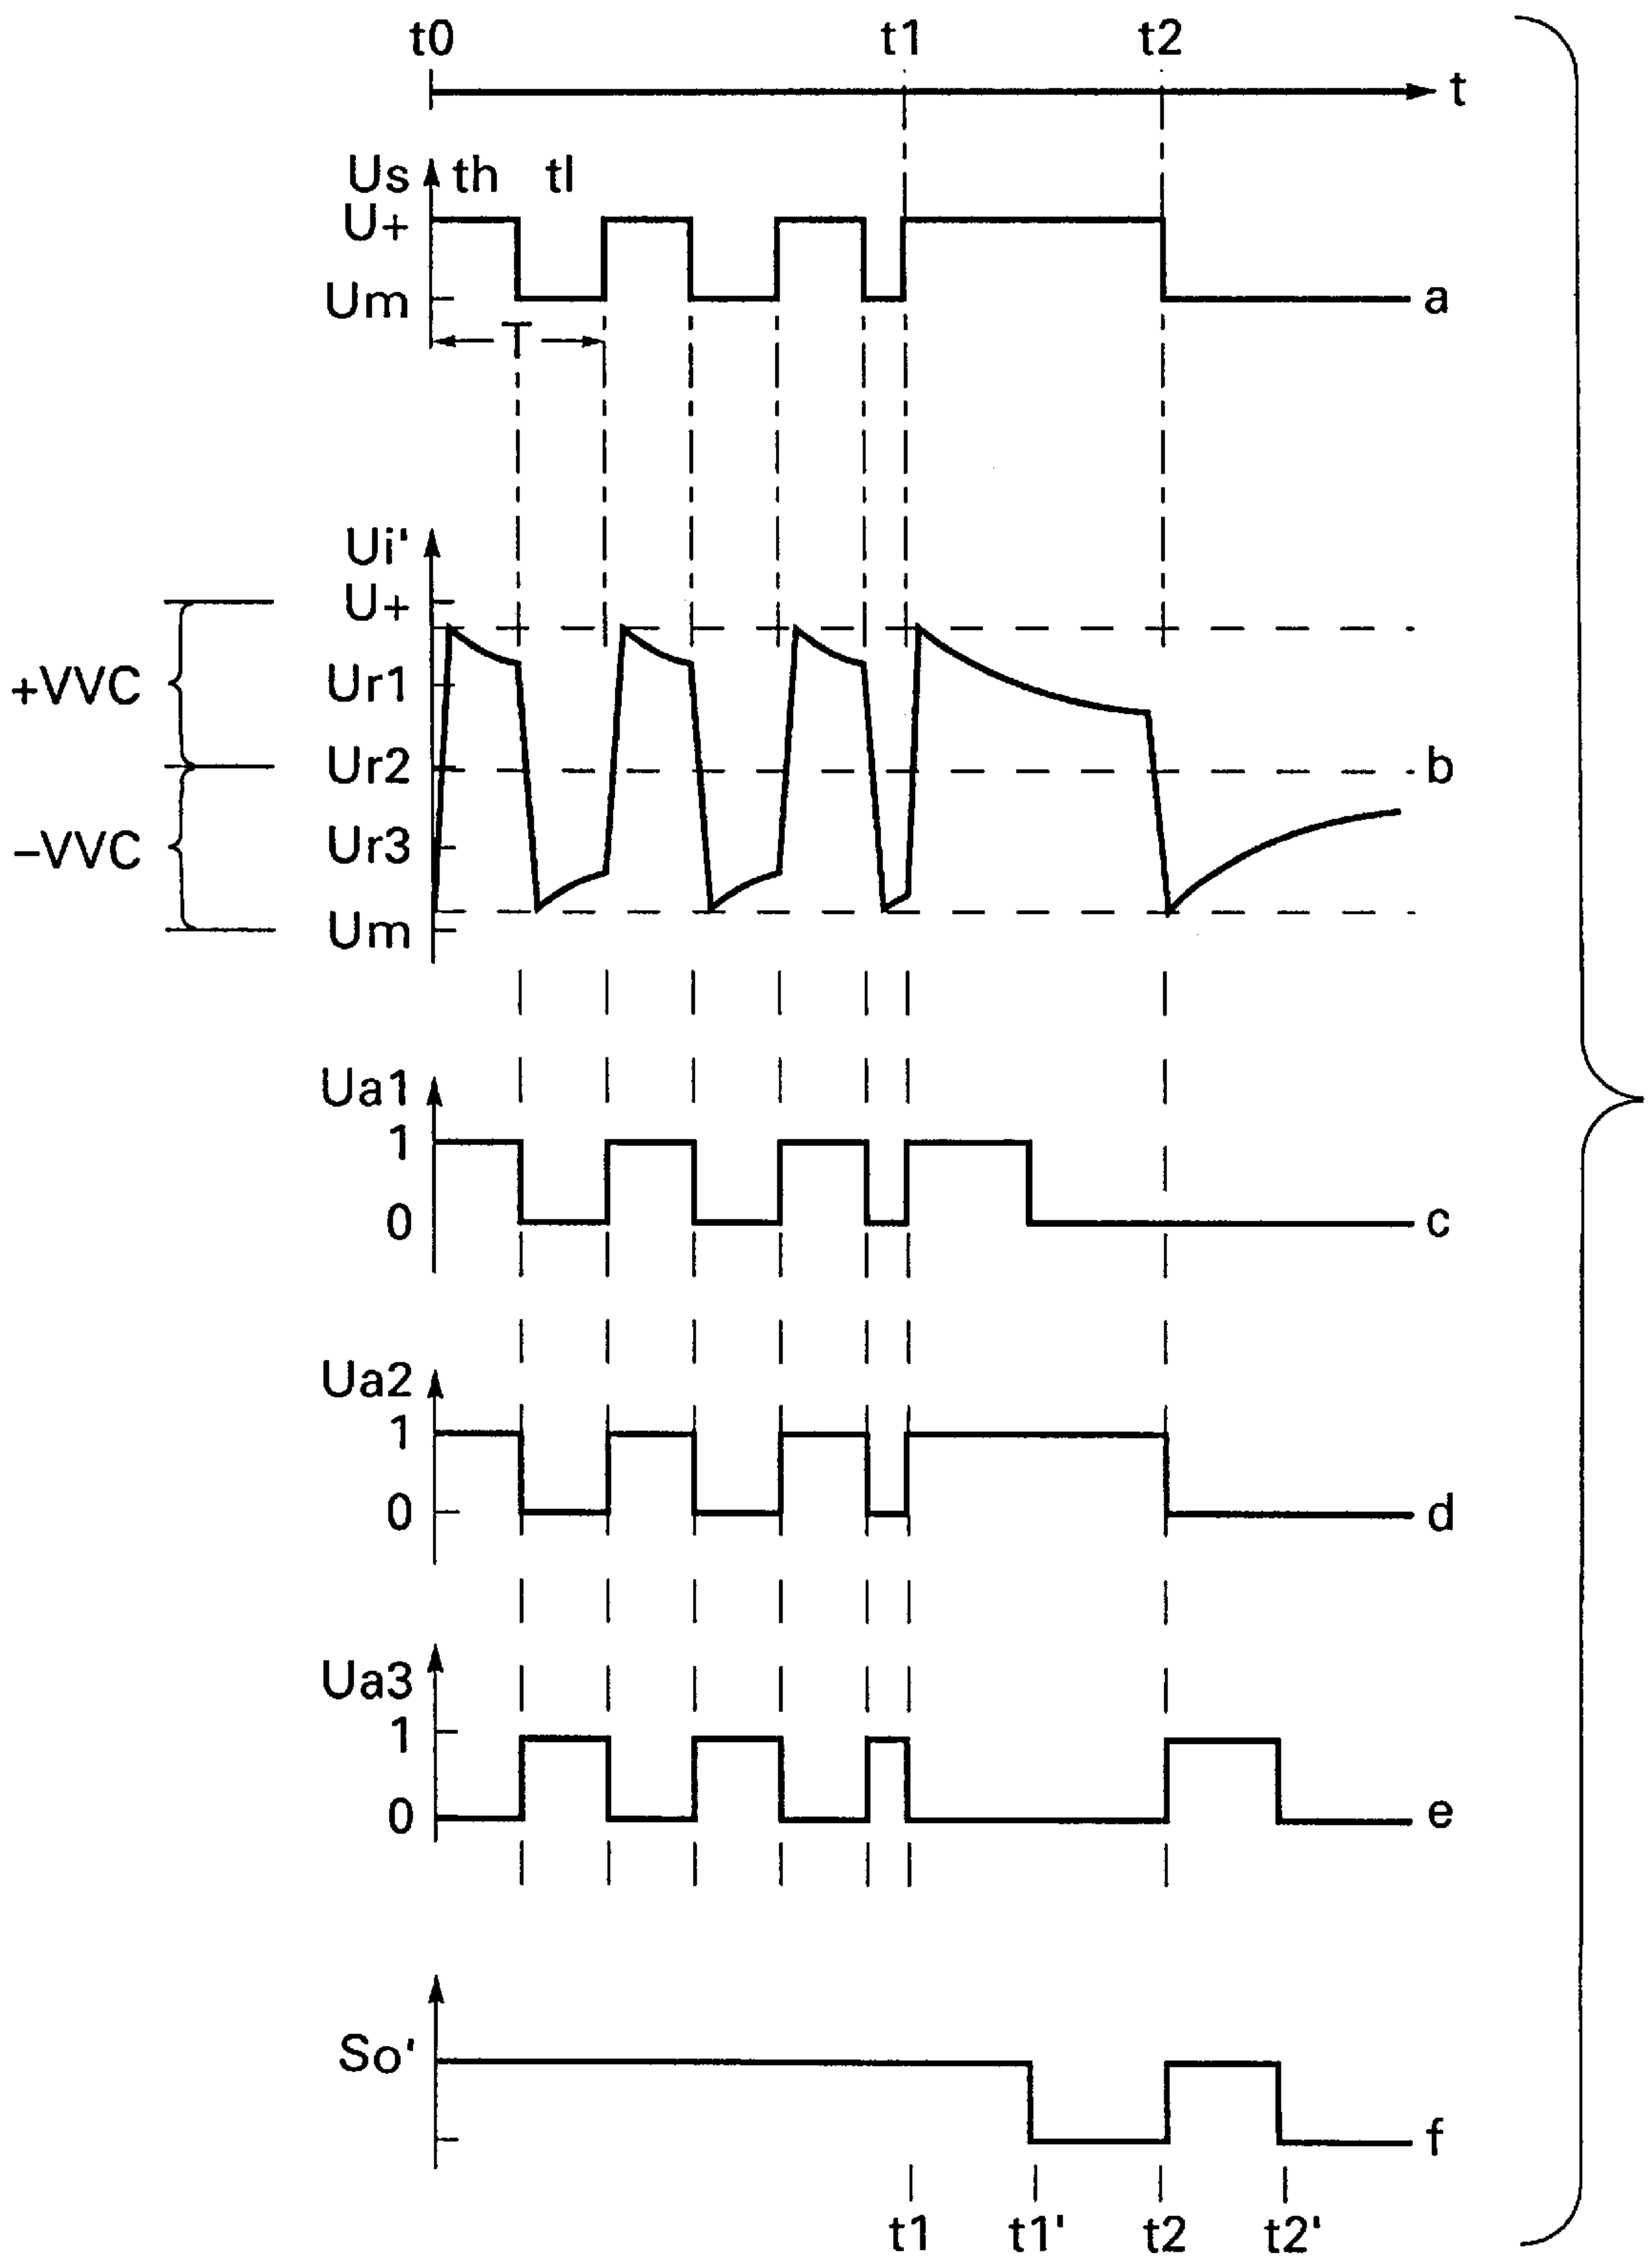 t0 t1 t2
t
Us th tl
U+
Um a
T
Ui'
U+
+VVC Ur1
Ur2 b
–VVC Ur3
Um
Ua1
1
0 c
Ua2
1
0 d
Ua3
1
0 e
So'
f
t1 t1' t2 t2'